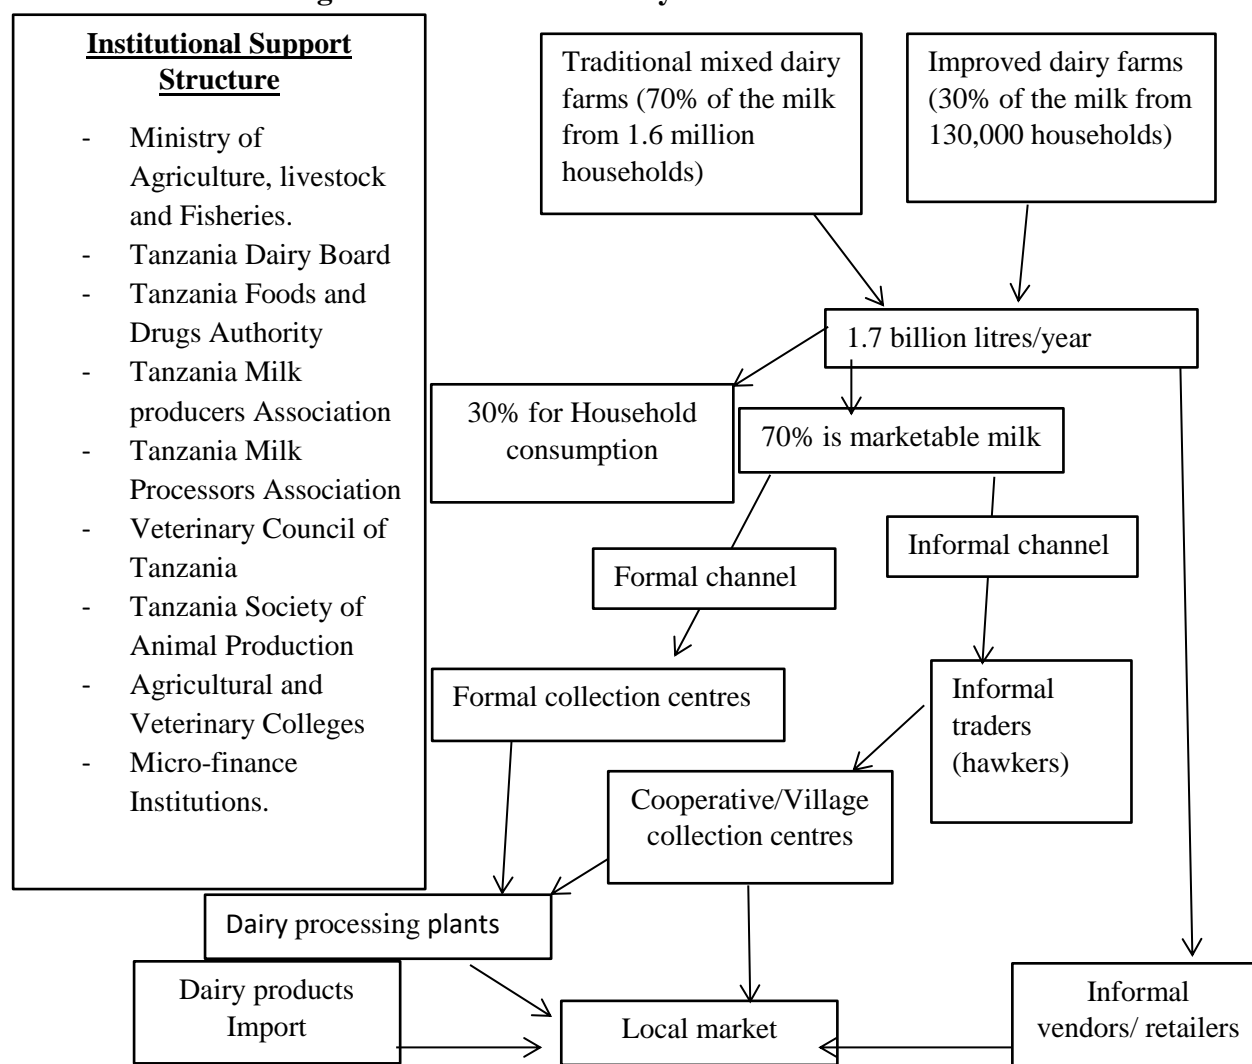 Institutional Support
Structure
- Ministry of
Agriculture, livestock
and Fisheries.
- Tanzania Dairy Board
- Tanzania Foods and
Drugs Authority
- Tanzania Milk
producers Association
- Tanzania Milk
Processors Association
- Veterinary Council of
Tanzania
- Tanzania Society of
Animal Production
- Agricultural and
Veterinary Colleges
- Micro-finance
Institutions.
Traditional mixed dairy
farms (70% of the milk
from 1.6 million
households)
Improved dairy farms
(30% of the milk from
130,000 households)
1.7 billion litres/year
30% for Household
consumption
70% is marketable milk
Formal channel
Informal channel
Formal collection centres
Informal
traders
(hawkers)
Cooperative/Village
collection centres
Dairy processing plants
Dairy products
Import
Local market
Informal
vendors/ retailers